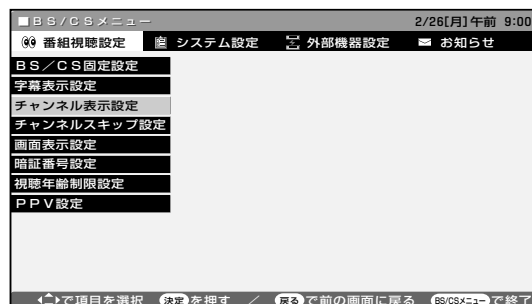 ■BS/CSメニュー 2/26[月]午前 9:00
番組視聴設定 システム設定 外部機器設定 お知らせ
BS/CS固定設定
字幕表示設定
チャンネル表示設定
チャンネルスキップ設定
画面表示設定
暗証番号設定
視聴年齢制限設定
PPV設定
で項目を選択 決定を押す / 戻るで前の画面に戻る BS/CSメニューで終了